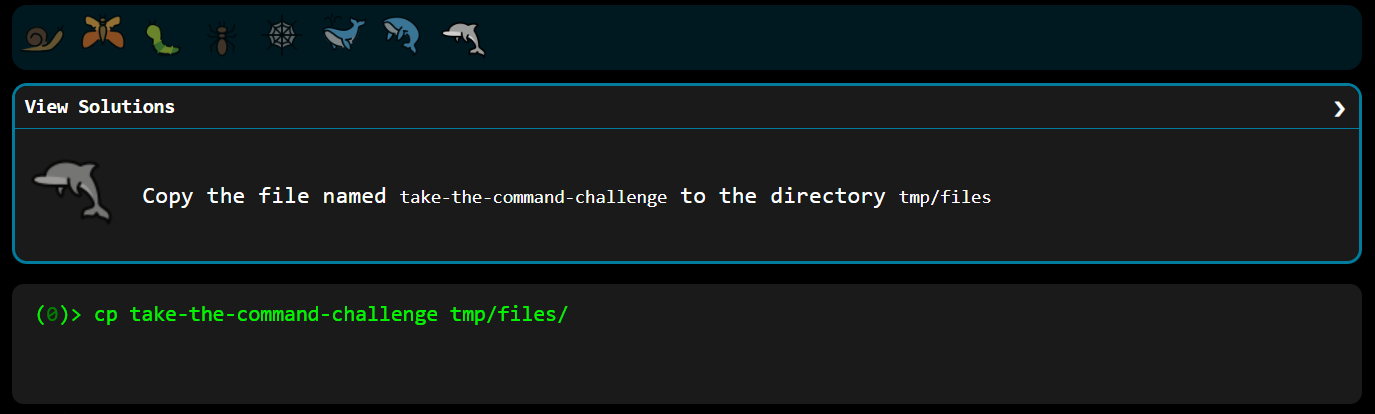 View Solutions ❯
Copy the file named take-the-command-challenge to the directory tmp/files
(0)> cp take-the-command-challenge tmp/files/